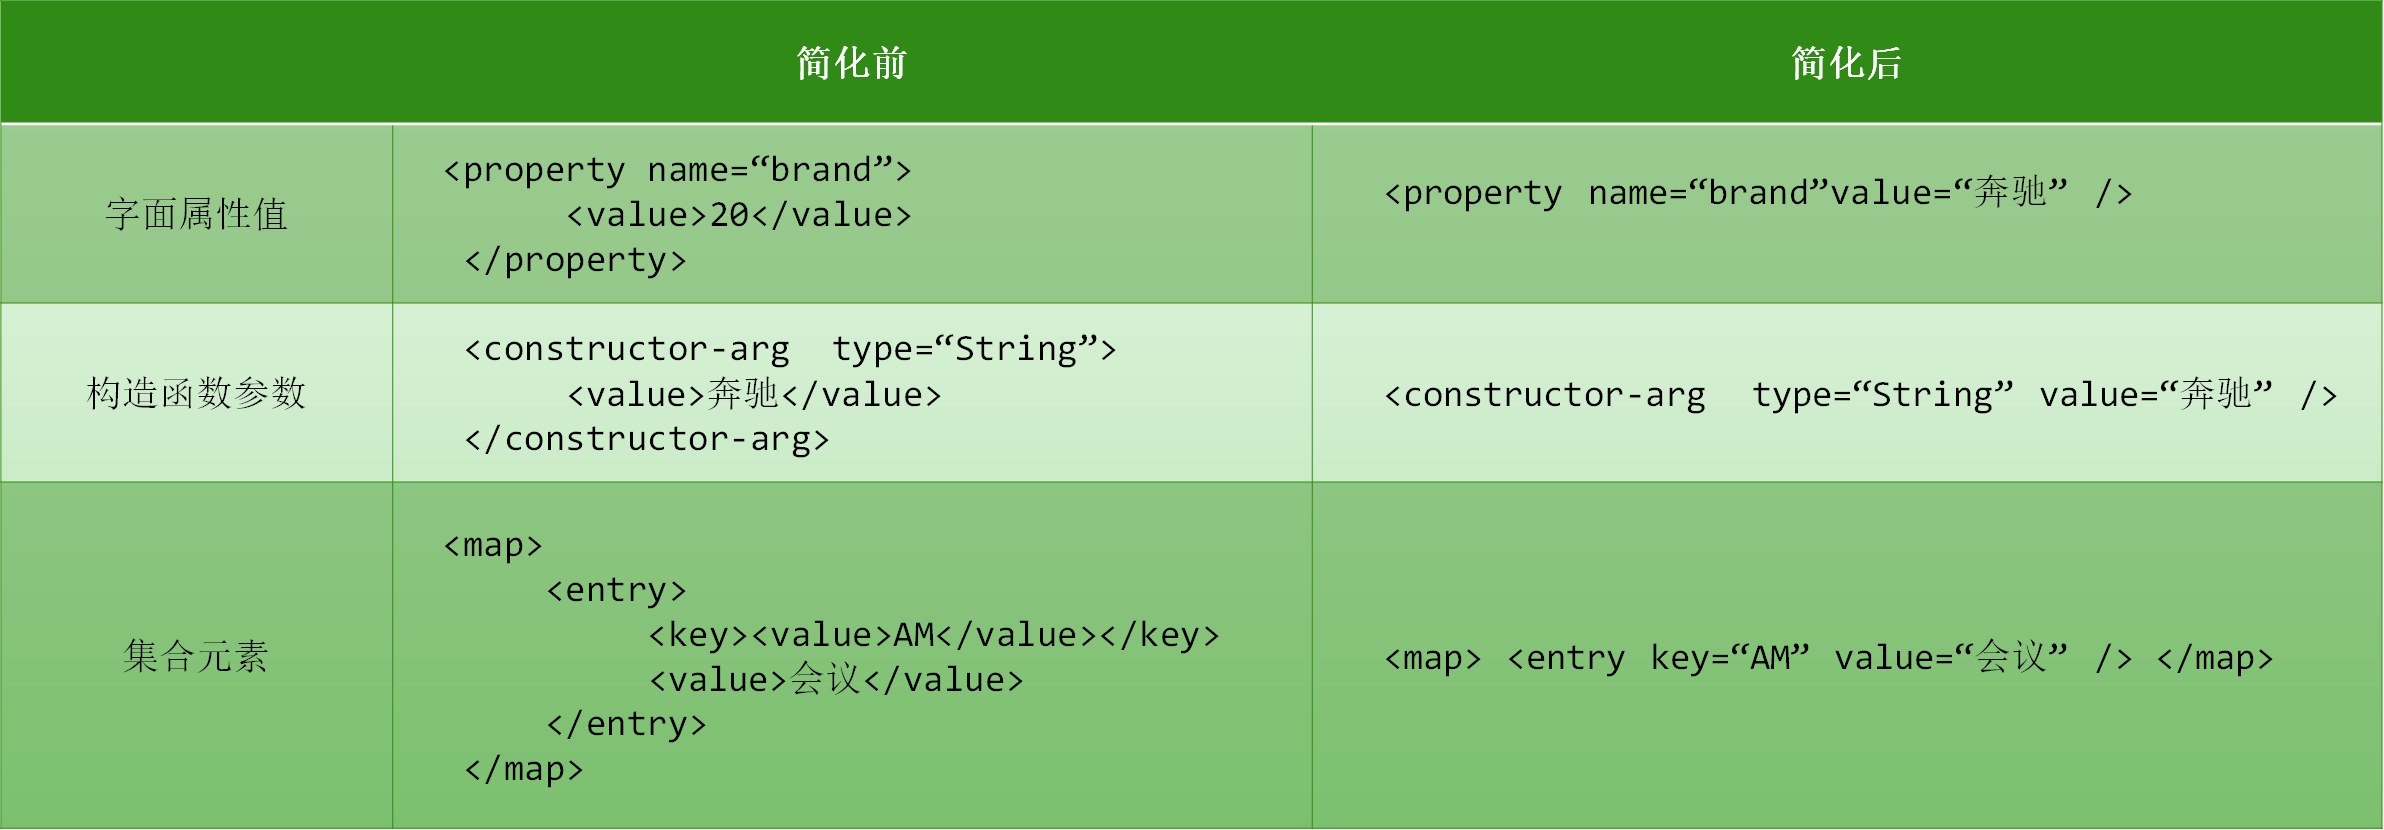 简化前
简化后
字面属性值
<property name=“brand”>
<value>20</value>
</property>
<property name=“brand”value=“奔驰” />
构造函数参数
<constructor-arg  type=“String”>
<value>奔驰</value>
</constructor-arg>
<constructor-arg  type=“String” value=“奔驰” />
集合元素
<map>
<entry>
<key><value>AM</value></key>
<value>会议</value>
</entry>
</map>
<map> <entry key=“AM” value=“会议” /> </map>